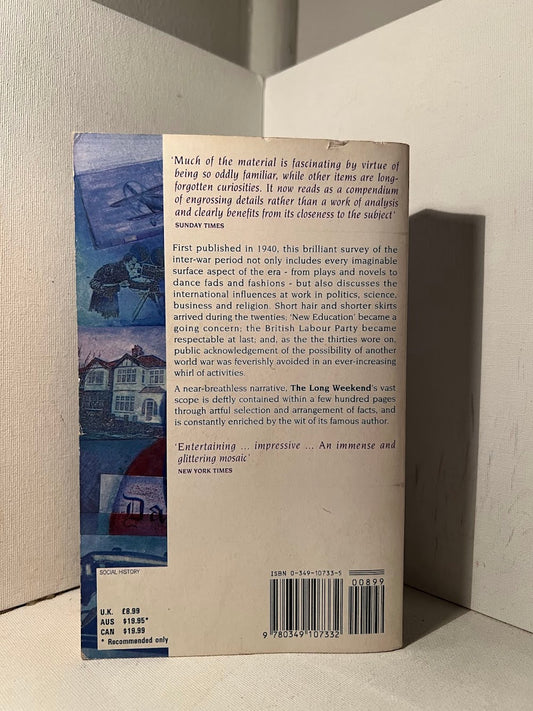 'Much of the material is fascinating by virtue of
being so oddly familiar, while other items are long-
forgotten curiosities. It now reads as a compendium
of engrossing details rather than a work of analysis
and clearly benefits from its closeness to the subject'
SUNDAY TIMES
First published in 1940, this brilliant survey of the
inter-war period not only includes every imaginable
surface aspect of the era - from plays and novels to
dance fads and fashions - but also discusses the
international influences at work in politics, science,
business and religion. Short hair and shorter skirts
arrived during the twenties; 'New Education' became a
going concern; the British Labour Party became
respectable at last; and, as the the thirties wore on,
public acknowledgement of the possibility of another
world war was feverishly avoided in an ever-increasing
whirl of activities.
A near-breathless narrative, The Long Weekend's vast
scope is deftly contained within a few hundred pages
through artful selection and arrangement of facts, and
is constantly enriched by the wit of its famous author.
'Entertaining ... impressive ... An immense and
glittering mosaic'
NEW YORK TIMES
Da
SOCIAL HISTORY
U.K. £8.99
AUS $19.95*
CAN $19.99
* Recommended only
ISBN 0-349-10733-5
00899
9 780349 107332